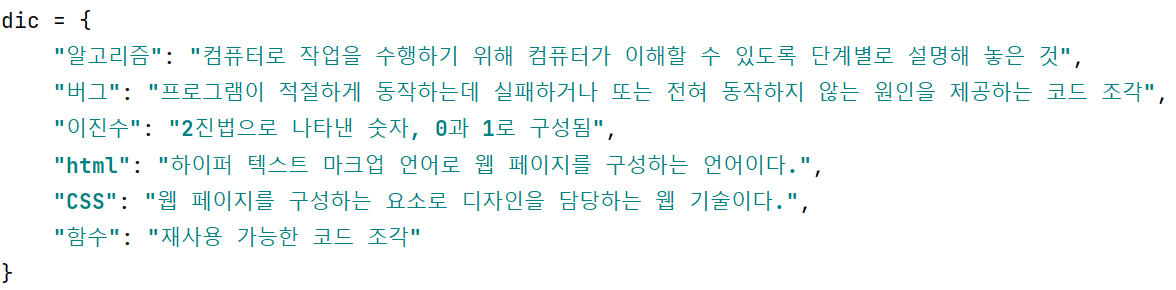 dic = {
    "알고리즘": "컴퓨터로 작업을 수행하기 위해 컴퓨터가 이해할 수 있도록 단계별로 설명해 놓은 것",
    "버그": "프로그램이 적절하게 동작하는데 실패하거나 또는 전혀 동작하지 않는 원인을 제공하는 코드 조각",
    "이진수": "2진법으로 나타낸 숫자, 0과 1로 구성됨",
    "html": "하이퍼 텍스트 마크업 언어로 웹 페이지를 구성하는 언어이다.",
    "CSS": "웹 페이지를 구성하는 요소로 디자인을 담당하는 웹 기술이다.",
    "함수": "재사용 가능한 코드 조각"
}